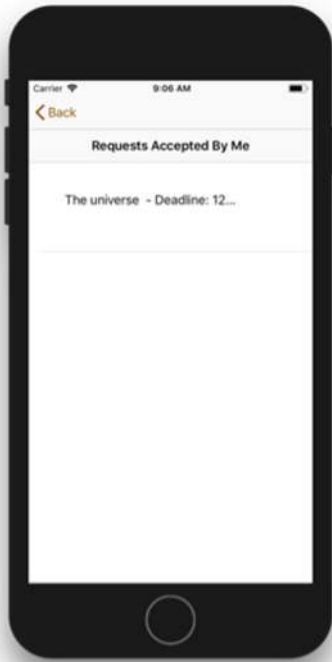 Carrier 9:06 AM
Back
Requests Accepted By Me
The universe - Deadline: 12...